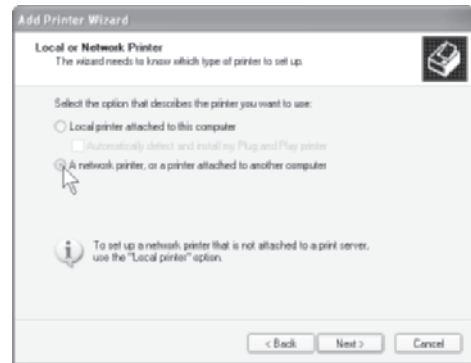 Add Printer Wizard
Local or Network Printer
The wizard needs to know which type of printer to set up.
Select the option that describes the printer you want to use:
Local printer attached to this computer
Automatically detect and install my Plug and Play printer
A network printer, or a printer attached to another computer
To set up a network printer that is not attached to a print server,
use the "Local printer" option.
< Back Next > Cancel